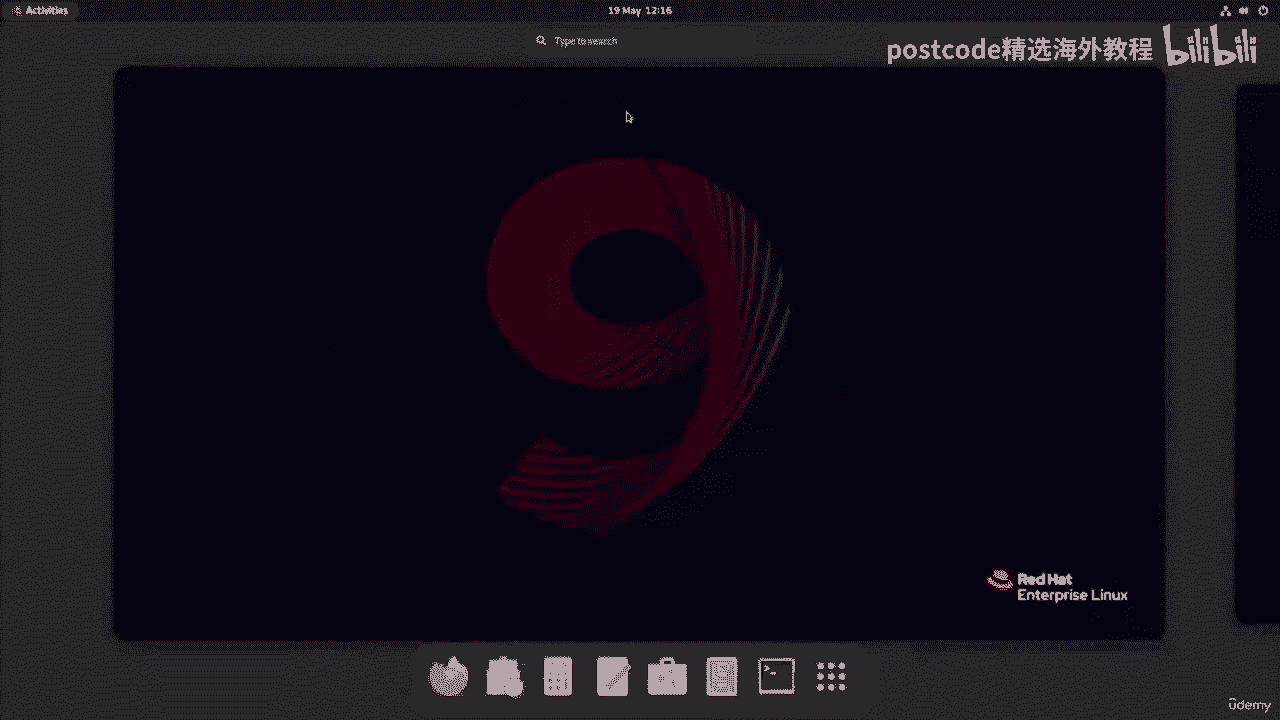 Activities
19 May 12:16
Type to search
postcode精选海外教程 bilibili
9
Red Hat
Enterprise Linux
ûdemy